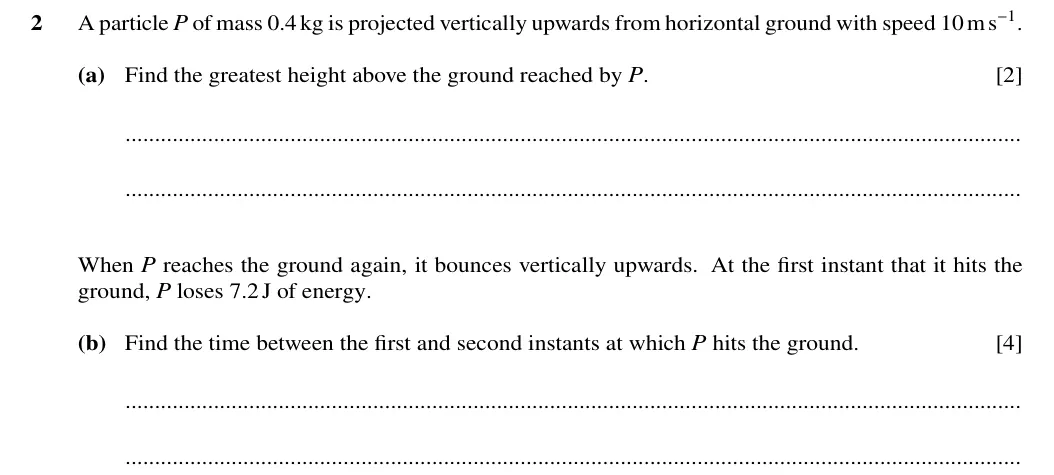 2 A particle P of mass 0.4 kg is projected vertically upwards from horizontal ground with speed 10 m s⁻¹.
(a) Find the greatest height above the ground reached by P. [2]
When P reaches the ground again, it bounces vertically upwards. At the first instant that it hits the
ground, P loses 7.2 J of energy.
(b) Find the time between the first and second instants at which P hits the ground. [4]